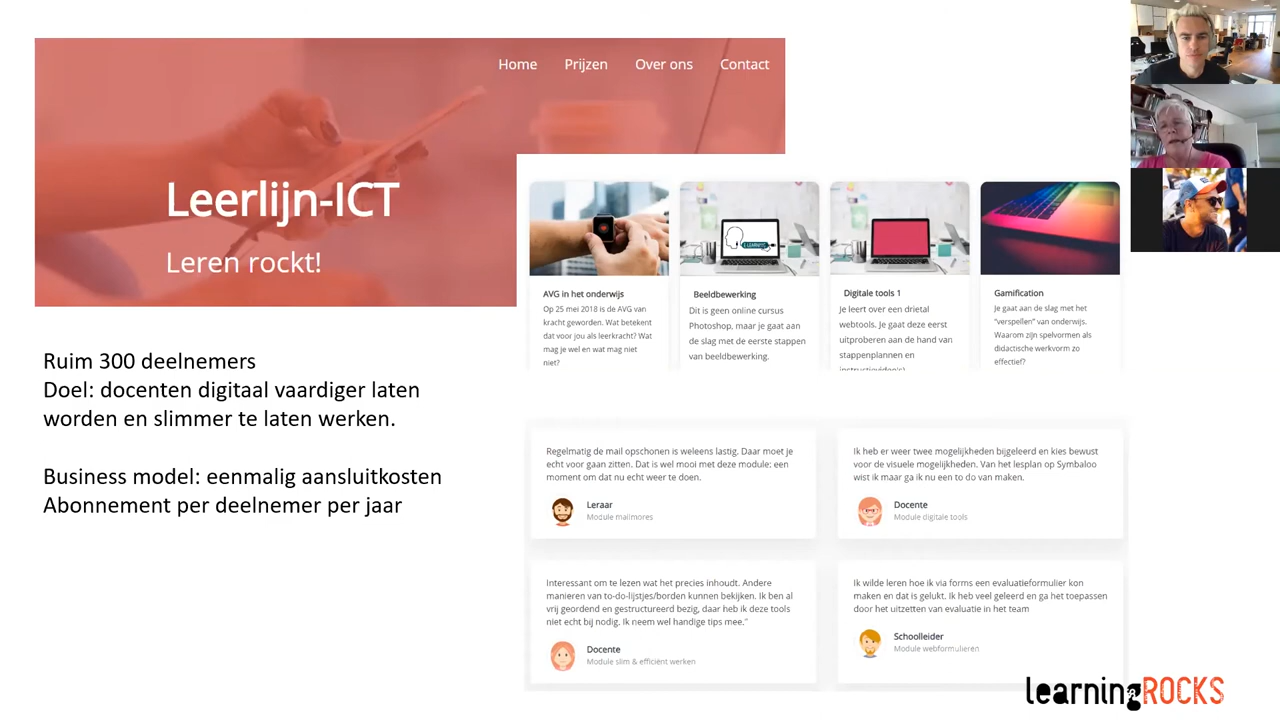 Home Prijzen Over ons Contact
Leerlijn-ICT
Leren rockt!
Ruim 300 deelnemers
Doel: docenten digitaal vaardiger laten
worden en slimmer te laten werken.
Business model: eenmalig aansluitkosten
Abonnement per deelnemer per jaar
AVG in het onderwijs
Op 25 mei 2018 is de AVG van
kracht geworden. Wat betekent
dat voor jou als leerkracht? Wat
mag je wel en wat mag niet
niet?
Beeldbewerking
Dit is geen online cursus
Photoshop, maar je gaat aan
de slag met de eerste stappen
van beeldbewerking.
Digitale tools 1
Je leert over een drietal
webtools. Je gaat deze eerst
uitproberen aan de hand van
stappenplannen en
instructievideo's)
Gamification
Je gaat aan de slag met het
"verspellen" van onderwijs.
Waarom zijn spelvormen als
didactische werkvorm zo
effectief?
Regelmatig de mail opschonen is weleens lastig. Daar moet je
echt voor gaan zitten. Dat is wel mooi met deze module: een
moment om dat nu echt weer te doen.
Leraar
Module mailmores
Ik heb er weer twee mogelijkheden bijgeleerd en kies bewust
voor de visuele mogelijkheden. Van het lesplan op Symbaloo
wist ik maar ga ik nu een to do van maken.
Docente
Module digitale tools
Interessant om te lezen wat het precies inhoudt. Andere
manieren van to-do-lijstjes/borden kunnen bekijken. Ik ben al
vrij geordend en gestructureerd bezig, daar heb ik deze tools
niet echt bij nodig. Ik neem wel handige tips mee."
Docente
Module slim & efficiënt werken
Ik wilde leren hoe ik via forms een evaluatieformulier kon
maken en dat is gelukt. Ik heb veel geleerd en ga het toepassen
door het uitzetten van evaluatie in het team
Schoolleider
Module webformulieren
learningROCKS